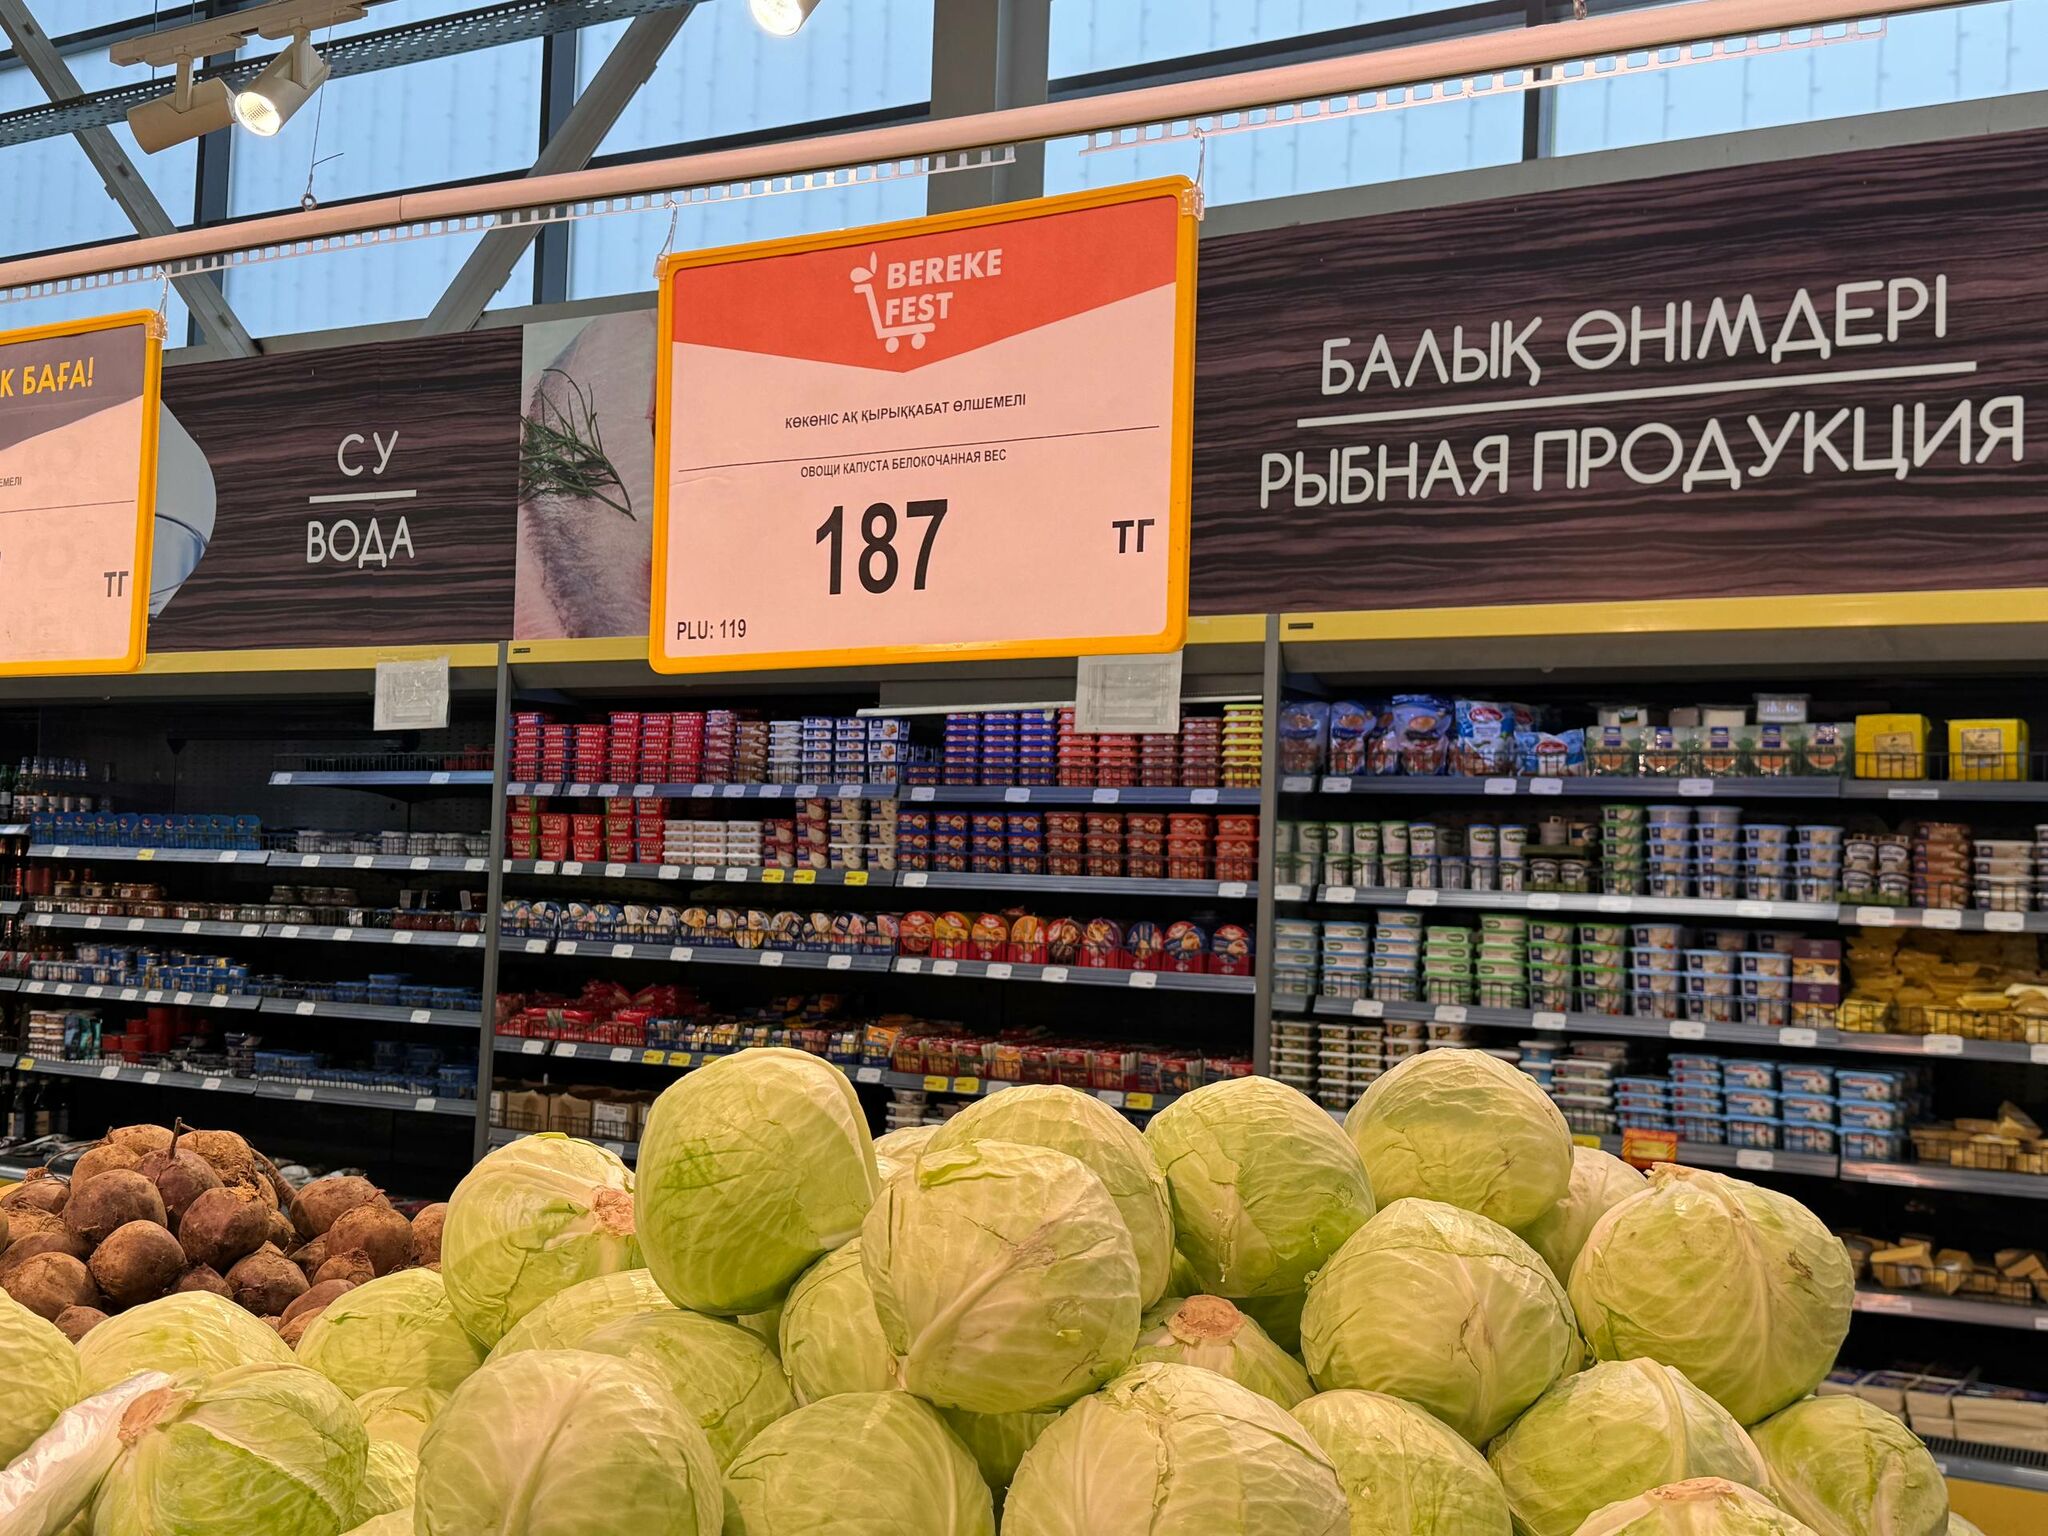 К БАҒА!
ЕМЕЛІ
ТГ
СУ
ВОДА
BEREKE
FEST
КӨКӨНІС АҚ ҚЫРЫҚҚАБАТ ӨЛШЕМЕЛІ
ОВОЩИ КАПУСТА БЕЛОКОЧАННАЯ ВЕС
187
ТГ
PLU: 119
БАЛЫҚ ӨНІМДЕРІ
РЫБНАЯ ПРОДУКЦИЯ